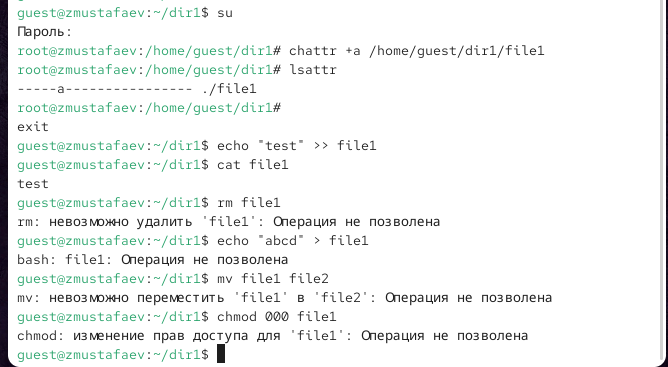 guest@zmustafaev:~/dir1$ su
Пароль:
root@zmustafaev:/home/guest/dir1# chattr +a /home/guest/dir1/file1
root@zmustafaev:/home/guest/dir1# lsattr
-----a---------------- ./file1
root@zmustafaev:/home/guest/dir1#
exit
guest@zmustafaev:~/dir1$ echo "test" >> file1
guest@zmustafaev:~/dir1$ cat file1
test
guest@zmustafaev:~/dir1$ rm file1
rm: невозможно удалить 'file1': Операция не позволена
guest@zmustafaev:~/dir1$ echo "abcd" > file1
bash: file1: Операция не позволена
guest@zmustafaev:~/dir1$ mv file1 file2
mv: невозможно переместить 'file1' в 'file2': Операция не позволена
guest@zmustafaev:~/dir1$ chmod 000 file1
chmod: изменение прав доступа для 'file1': Операция не позволена
guest@zmustafaev:~/dir1$